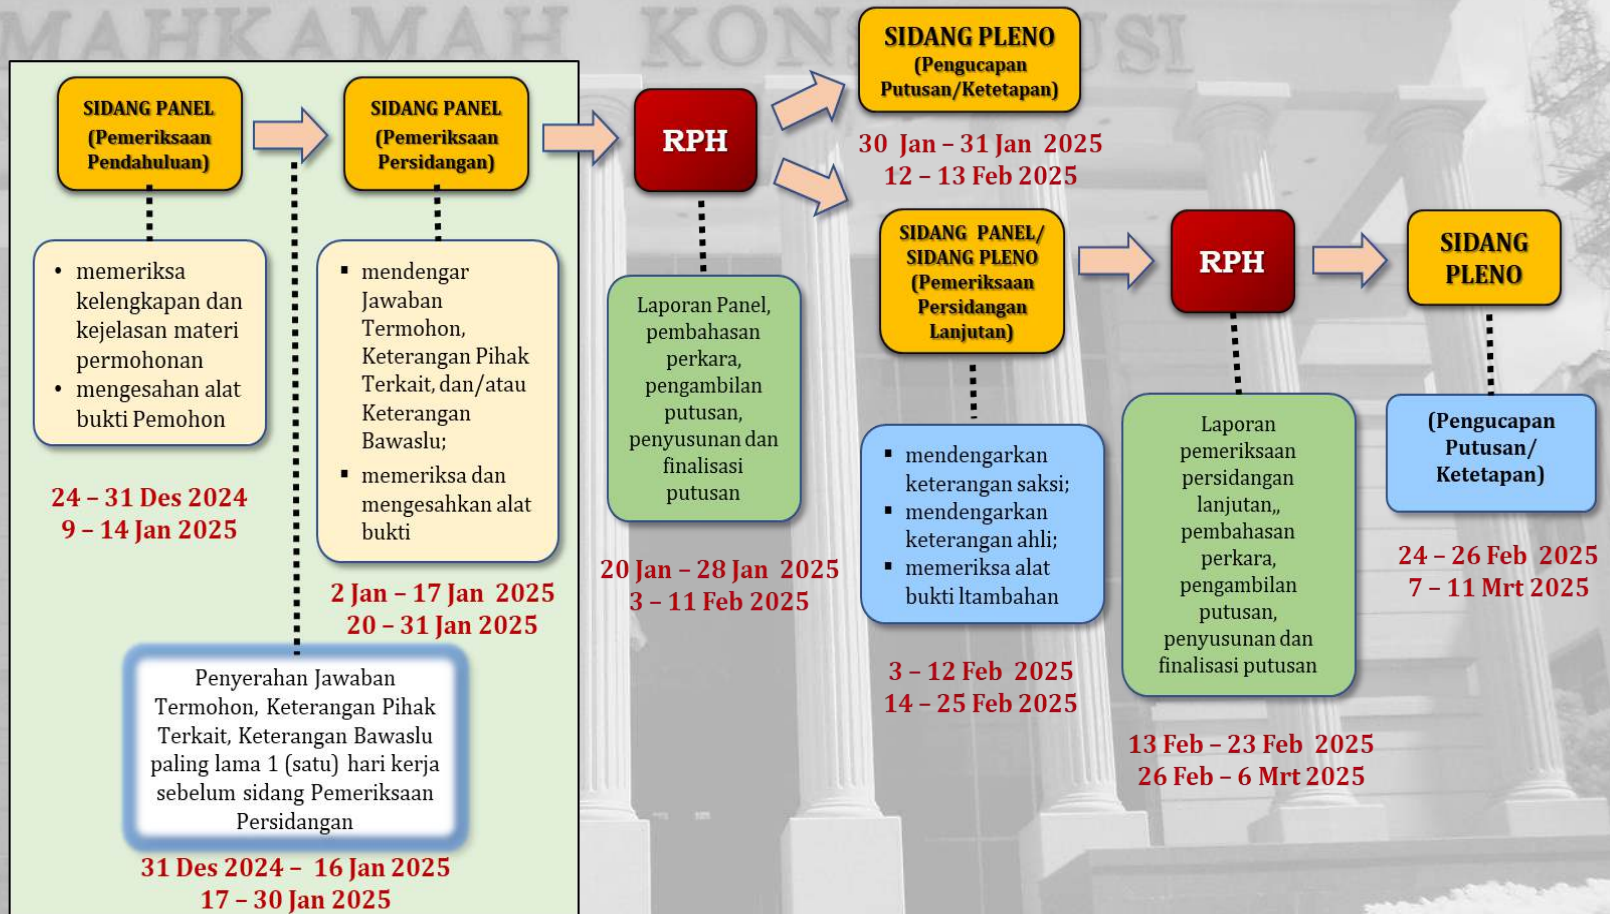 MAHKAMAH KONS USI
SIDANG PANEL
(Pemeriksaan
Pendahuluan)
• memeriksa
kelengkapan dan
kejelasan materi
permohonan
• mengesahan alat
bukti Pemohon
24 – 31 Des 2024
9 – 14 Jan 2025
Penyerahan Jawaban
Termohon, Keterangan Pihak
Terkait, Keterangan Bawaslu
paling lama 1 (satu) hari kerja
sebelum sidang Pemeriksaan
Persidangan
31 Des 2024 – 16 Jan 2025
17 – 30 Jan 2025
SIDANG PANEL
(Pemeriksaan
Persidangan)
▪ mendengar
Jawaban
Termohon,
Keterangan Pihak
Terkait, dan/atau
Keterangan
Bawaslu;
▪ memeriksa dan
mengesahkan alat
bukti
2 Jan – 17 Jan 2025
20 – 31 Jan 2025
RPH
Laporan Panel,
pembahasan
perkara,
pengambilan
putusan,
penyusunan dan
finalisasi
putusan
20 Jan – 28 Jan 2025
3 – 11 Feb 2025
SIDANG PLENO
(Pengucapan
Putusan/Ketetapan)
30 Jan – 31 Jan 2025
12 – 13 Feb 2025
SIDANG PANEL/
SIDANG PLENO
(Pemeriksaan
Persidangan
Lanjutan)
▪ mendengarkan
keterangan saksi;
▪ mendengarkan
keterangan ahli;
▪ memeriksa alat
bukti ltambahan
3 – 12 Feb 2025
14 – 25 Feb 2025
RPH
Laporan
pemeriksaan
persidangan
lanjutan,,
pembahasan
perkara,
pengambilan
putusan,
penyusunan dan
finalisasi putusan
13 Feb – 23 Feb 2025
26 Feb – 6 Mrt 2025
SIDANG
PLENO
(Pengucapan
Putusan/
Ketetapan)
24 – 26 Feb 2025
7 – 11 Mrt 2025